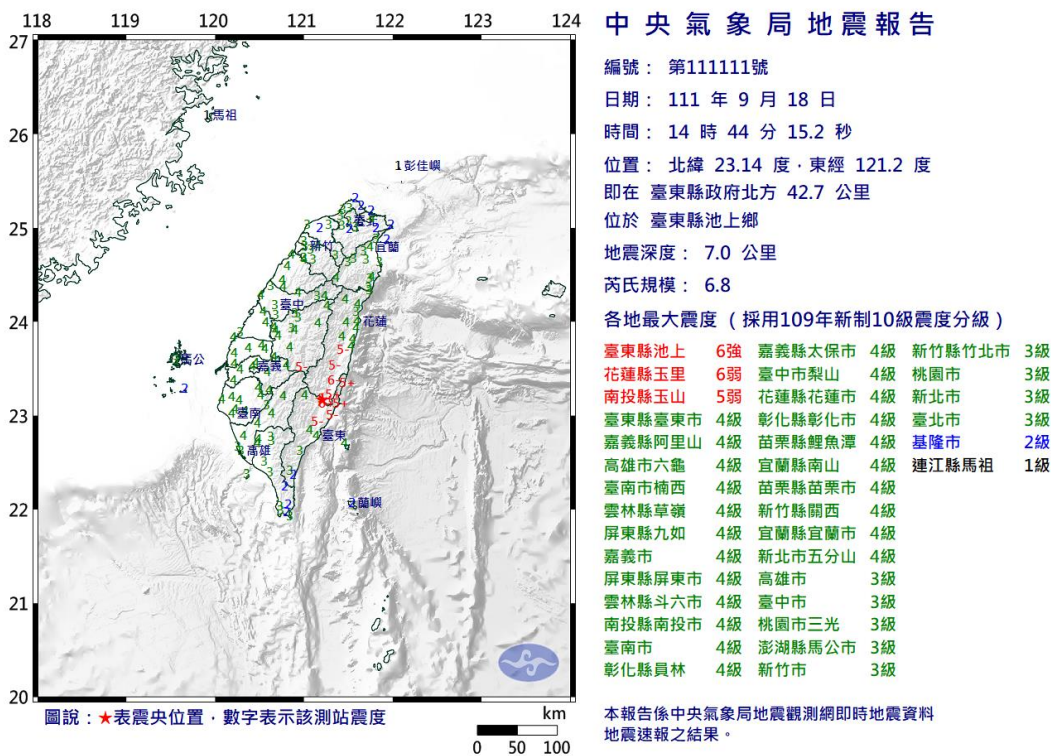 118 119 120 121 122 123 124
27
26
25
24
23
22
21
20
1馬祖
1彭佳嶼
新竹
宜蘭
臺中
花蓮
馬公
嘉義
臺南
臺東
高雄
2蘭嶼
圖說：★表震央位置，數字表示該測站震度
km
0 50 100
中央氣象局地震報告
編號： 第111111號
日期： 111 年 9 月 18 日
時間： 14 時 44 分 15.2 秒
位置： 北緯 23.14 度，東經 121.2 度
即在 臺東縣政府北方 42.7 公里
位於 臺東縣池上鄉
地震深度： 7.0 公里
芮氏規模： 6.8
各地最大震度（採用109年新制10級震度分級）
臺東縣池上 6強 嘉義縣太保市 4級 新竹縣竹北市 3級
花蓮縣玉里 6弱 臺中市梨山 4級 桃園市 3級
南投縣玉山 5弱 花蓮縣花蓮市 4級 新北市 3級
臺東縣臺東市 4級 彰化縣彰化市 4級 臺北市 3級
嘉義縣阿里山 4級 苗栗縣鯉魚潭 4級 基隆市 2級
高雄市六龜 4級 宜蘭縣南山 4級 連江縣馬祖 1級
臺南市楠西 4級 苗栗縣苗栗市 4級
雲林縣草嶺 4級 新竹縣關西 4級
屏東縣九如 4級 宜蘭縣宜蘭市 4級
嘉義市 4級 新北市五分山 4級
屏東縣屏東市 4級 高雄市 3級
雲林縣斗六市 4級 臺中市 3級
南投縣南投市 4級 桃園市三光 3級
臺南市 4級 澎湖縣馬公市 3級
彰化縣員林 4級 新竹市 3級
本報告係中央氣象局地震觀測網即時地震資料
地震速報之結果。